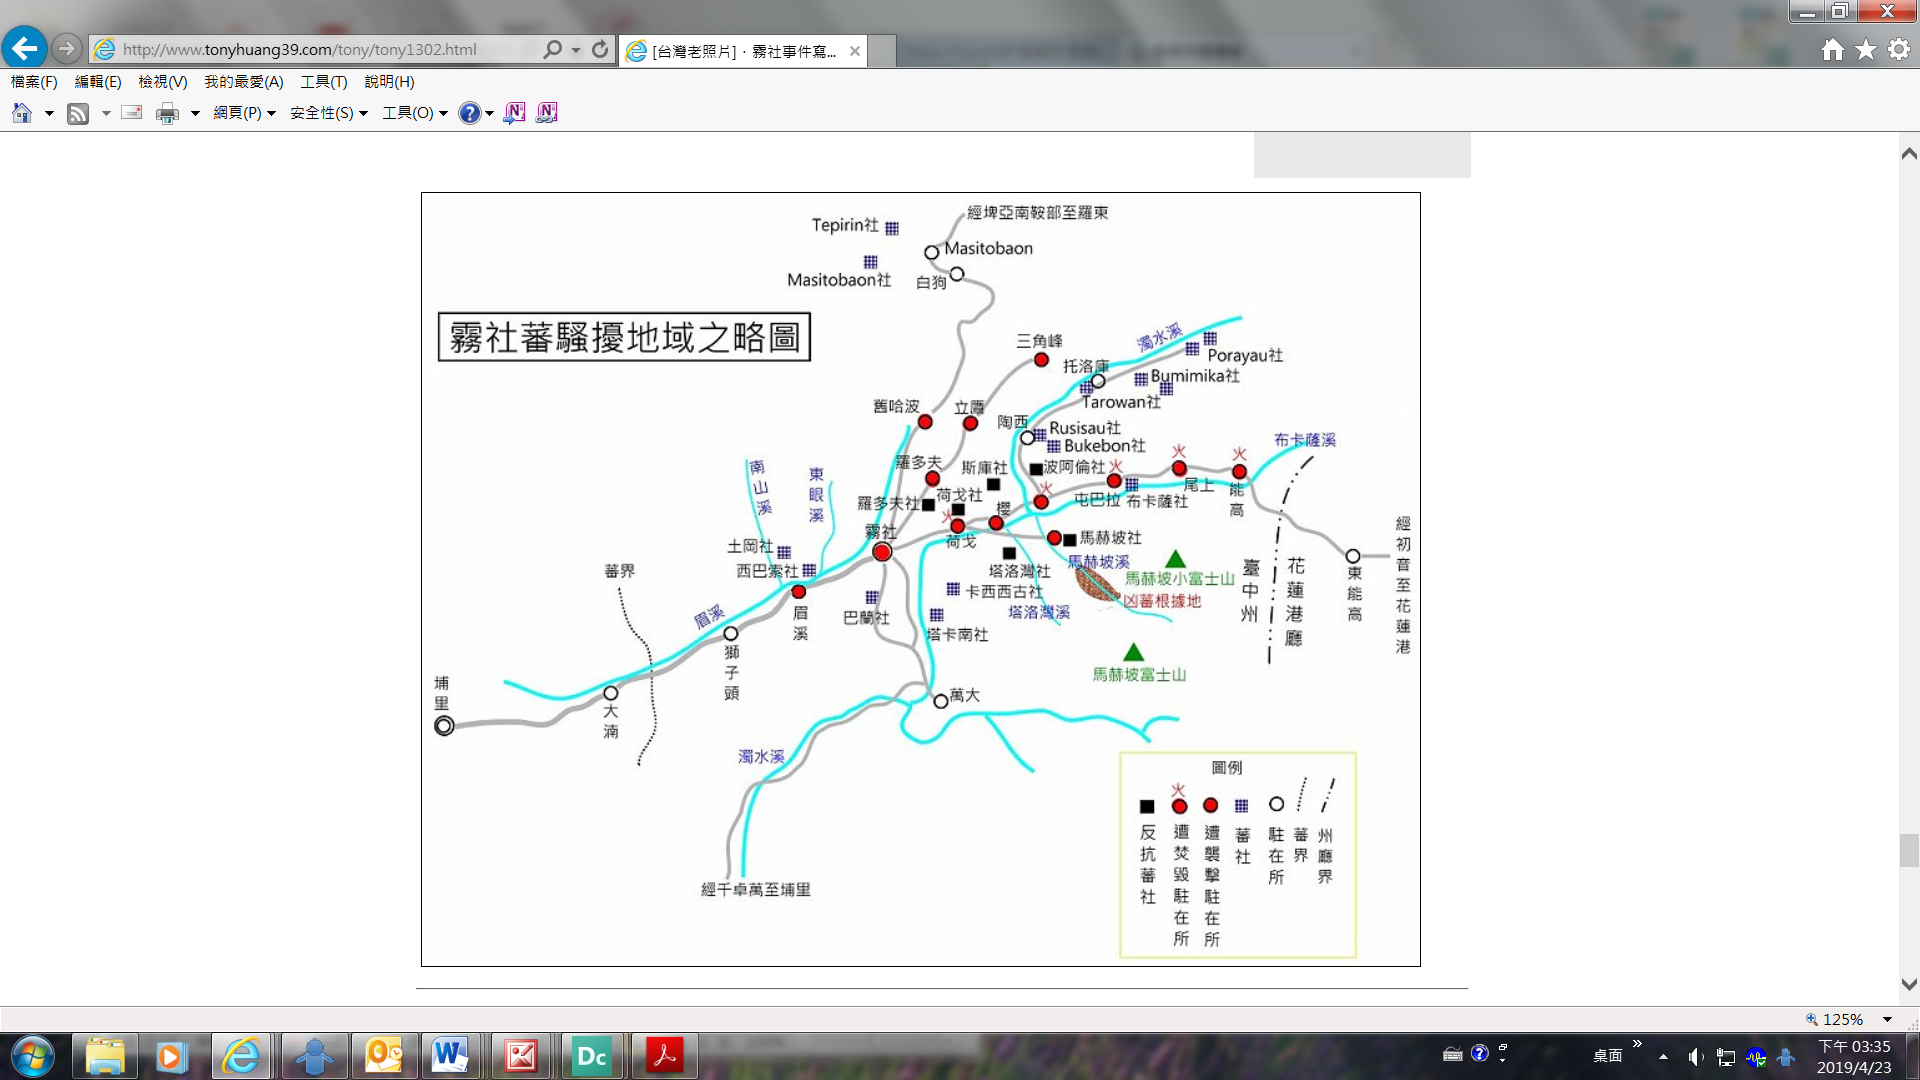 http://www.tonyhuang39.com/tony/tony1302.html
[台灣老照片]．霧社事件寫...
檔案(F) 編輯(E) 檢視(V) 我的最愛(A) 工具(T) 說明(H)
網頁(P) 安全性(S) 工具(O)
經埤亞南鞍部至羅東
Tepirin社
Masitobaon
Masitobaon社
白狗
霧社蕃騷擾地域之略圖
三角峰
濁水溪
Porayau社
托洛庫
Bumimika社
Tarowan社
舊哈波
立鷹
陶西
Rusisau社
Bukebon社
布卡薩溪
南山溪
東眼溪
羅多夫
斯庫社
波阿倫社
火
火
火
火
火
羅多夫社
荷戈社
櫻
屯巴拉
布卡薩社
尾上
能高
霧社
荷戈
馬赫坡社
經初音至花蓮港
土岡社
西巴索社
塔洛灣社
馬赫坡溪
馬赫坡小富士山
臺中州
花蓮港廳
東能高
蕃界
卡西西古社
凶蕃根據地
眉溪
眉溪
巴蘭社
塔洛灣溪
塔卡南社
獅子頭
馬赫坡富士山
埔里
大湳
萬大
濁水溪
經干卓萬至埔里
圖例
火
反抗蕃社
遭焚毀駐在所
遭襲擊駐在所
蕃社
駐在所
蕃界
州廳界
125%
Dc
桌面
下午 03:35
2019/4/23